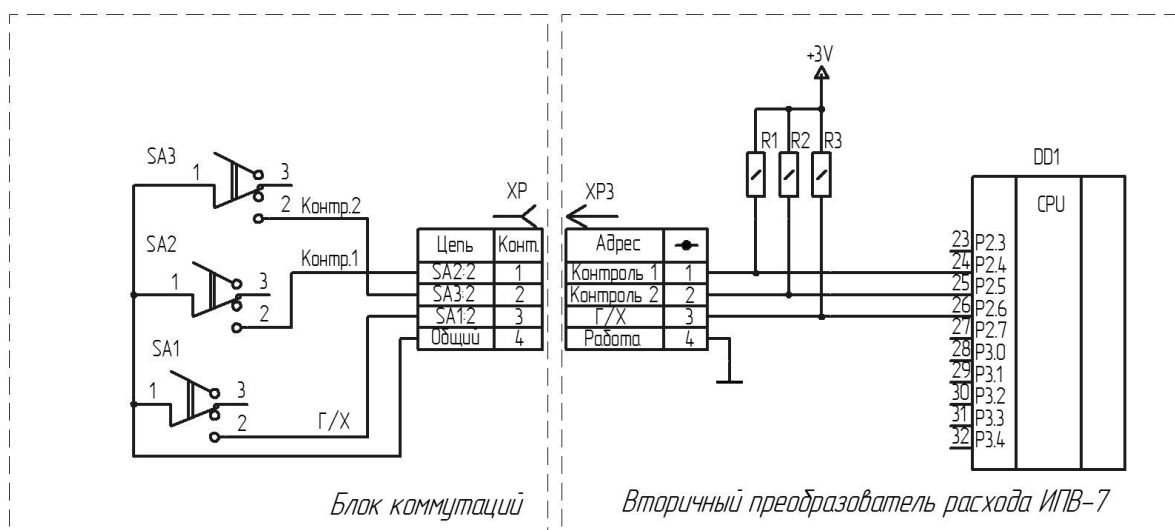 SA3
1
3
2
Контр.2
SA2
1
3
2
Контр.1
SA1
1
3
2
Г/Х
XP
Цепь Конт.
SA2:2 1
SA3:2 2
SA1:2 3
Общий 4
Блок коммутаций
XP3
Адрес
Контроль 1 1
Контроль 2 2
Г/Х 3
Работа 4
+3V
R1 R2 R3
DD1
CPU
23 P2.3
24 P2.4
25 P2.5
26 P2.6
27 P2.7
28 P3.0
29 P3.1
30 P3.2
31 P3.3
32 P3.4
Вторичный преобразователь расхода ИПВ-7